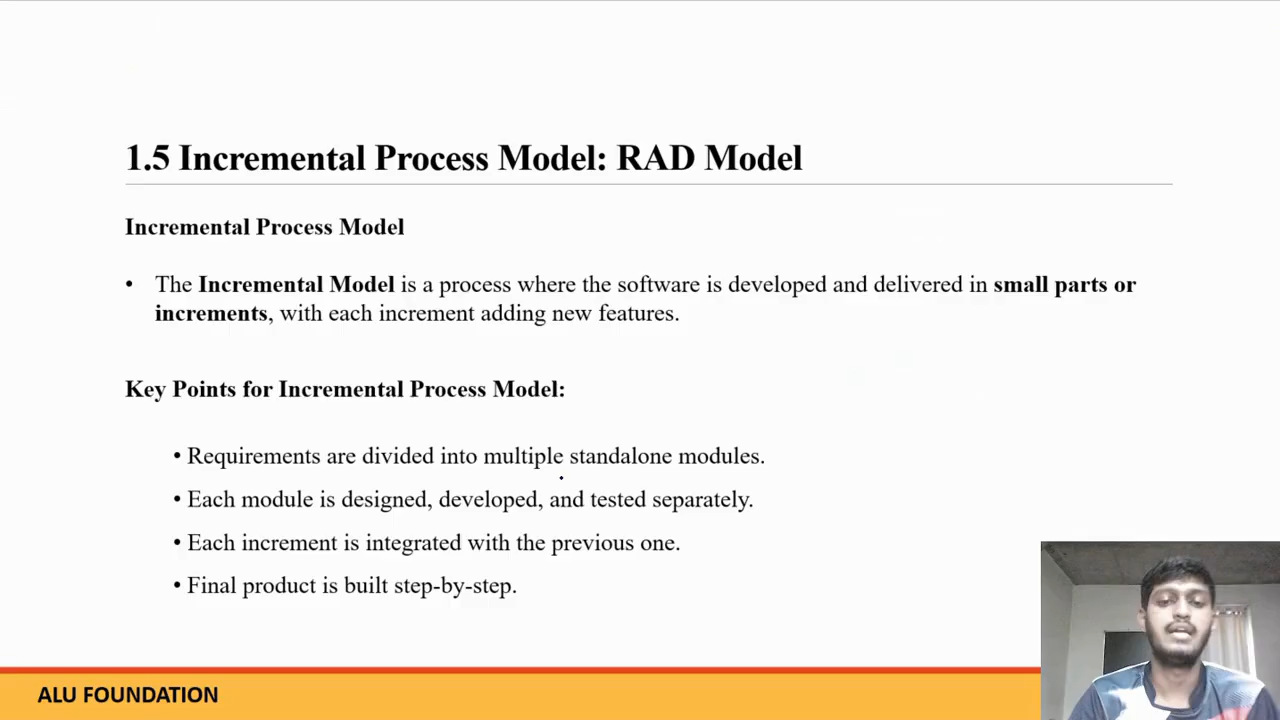 1.5 Incremental Process Model: RAD Model
Incremental Process Model
• The Incremental Model is a process where the software is developed and delivered in small parts or
increments, with each increment adding new features.
Key Points for Incremental Process Model:
• Requirements are divided into multiple standalone modules.
• Each module is designed, developed, and tested separately.
• Each increment is integrated with the previous one.
• Final product is built step-by-step.
ALU FOUNDATION